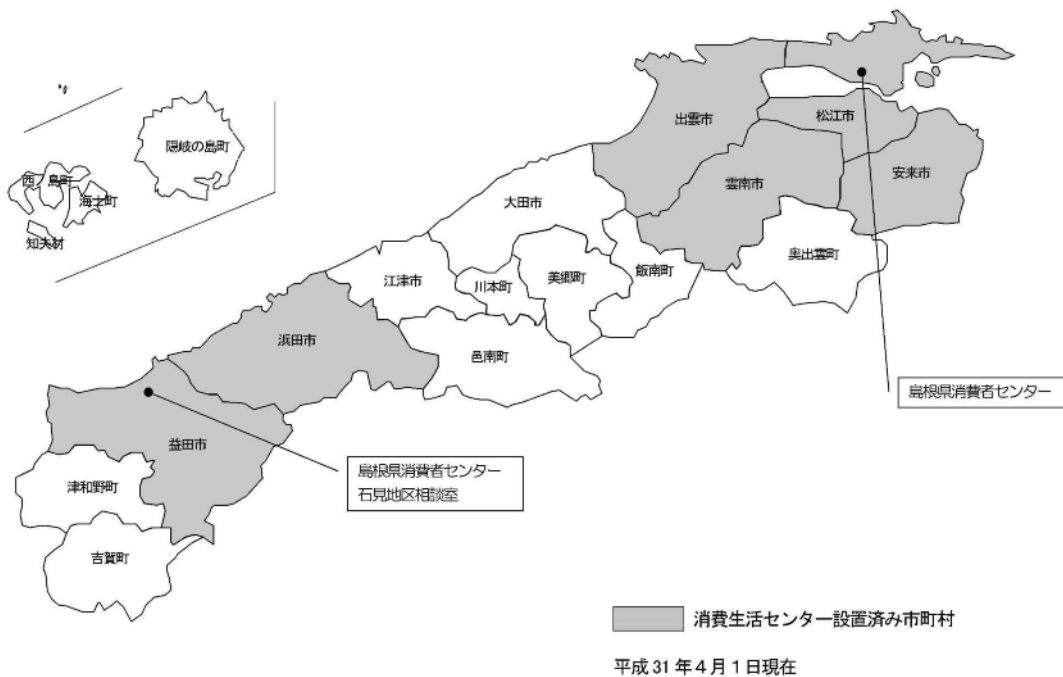 出雲市
松江市
隠岐の島町
安来市
雲南市
西ノ島町
海士町
大田市
知夫村
奥出雲町
飯南町
美郷町
江津市
川本町
浜田市
邑南町
島根県消費者センター
益田市
島根県消費者センター
石見地区相談室
津和野町
吉賀町
消費生活センター設置済み市町村
平成 31 年 4 月 1 日現在